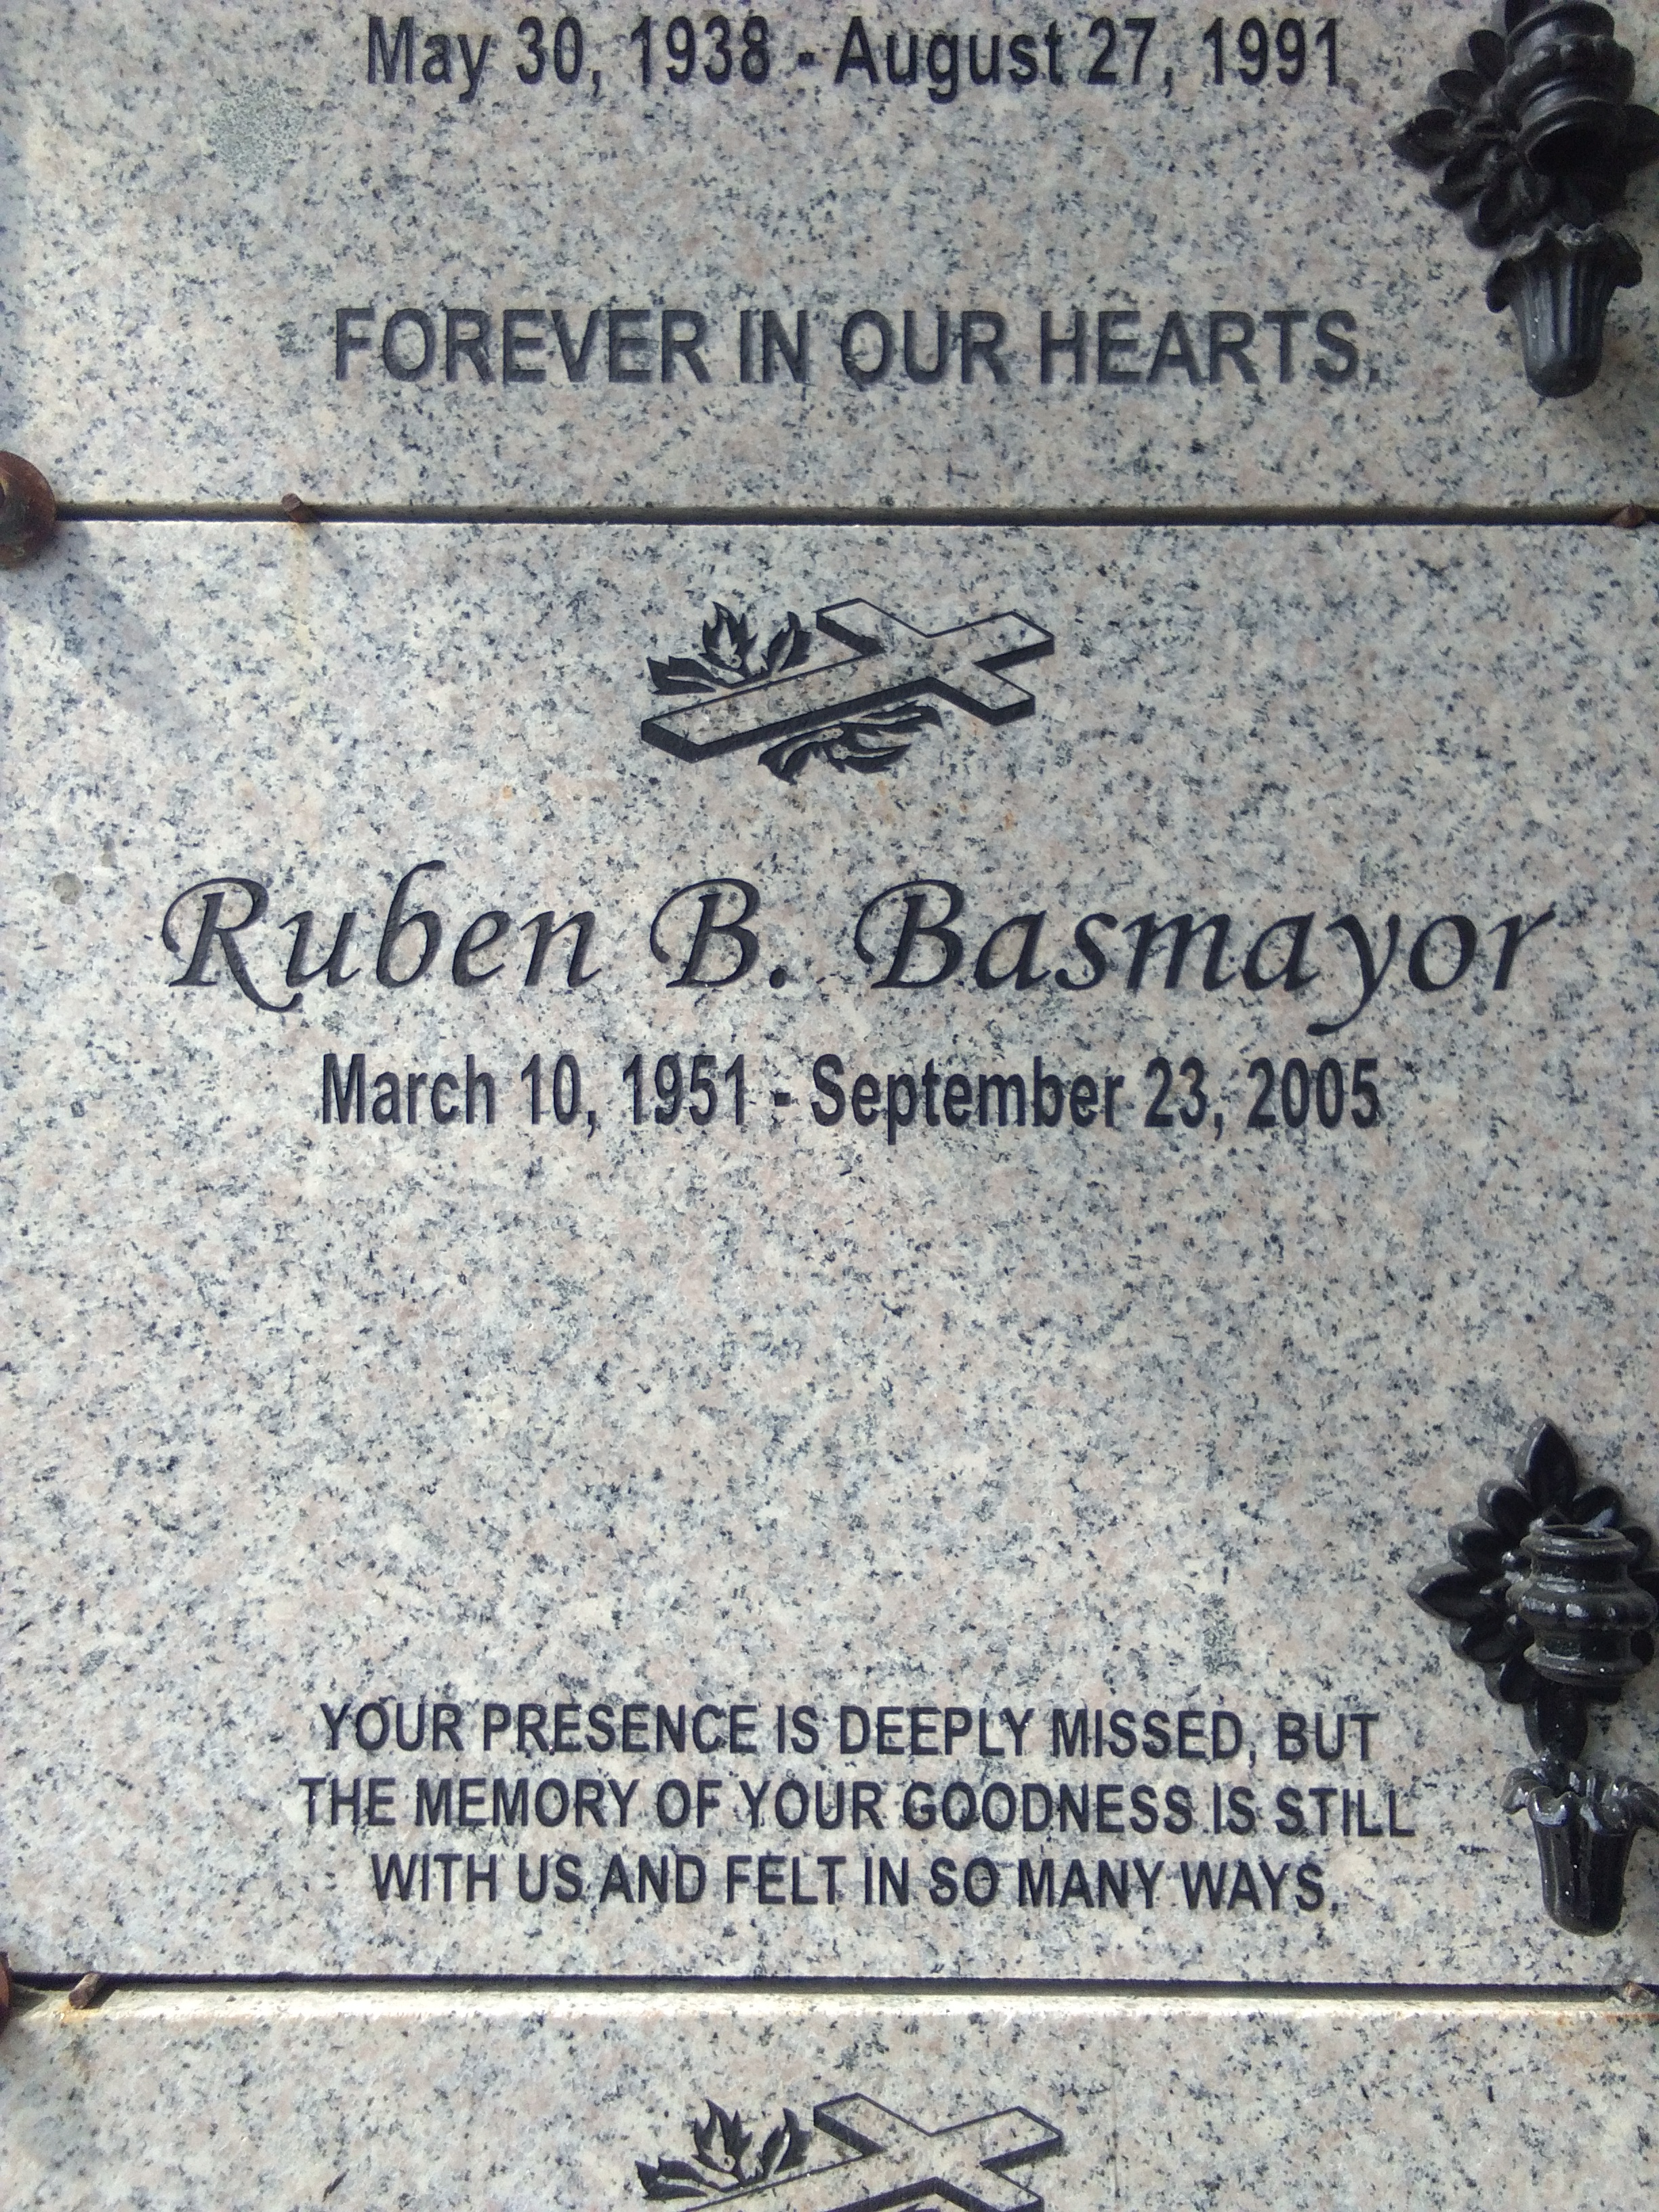 May 30, 1938 - August 27, 1991
FOREVER IN OUR HEARTS.
Ruben B. Basmayor
March 10, 1951 - September 23, 2005
YOUR PRESENCE IS DEEPLY MISSED, BUT
THE MEMORY OF YOUR GOODNESS IS STILL
WITH US AND FELT IN SO MANY WAYS.